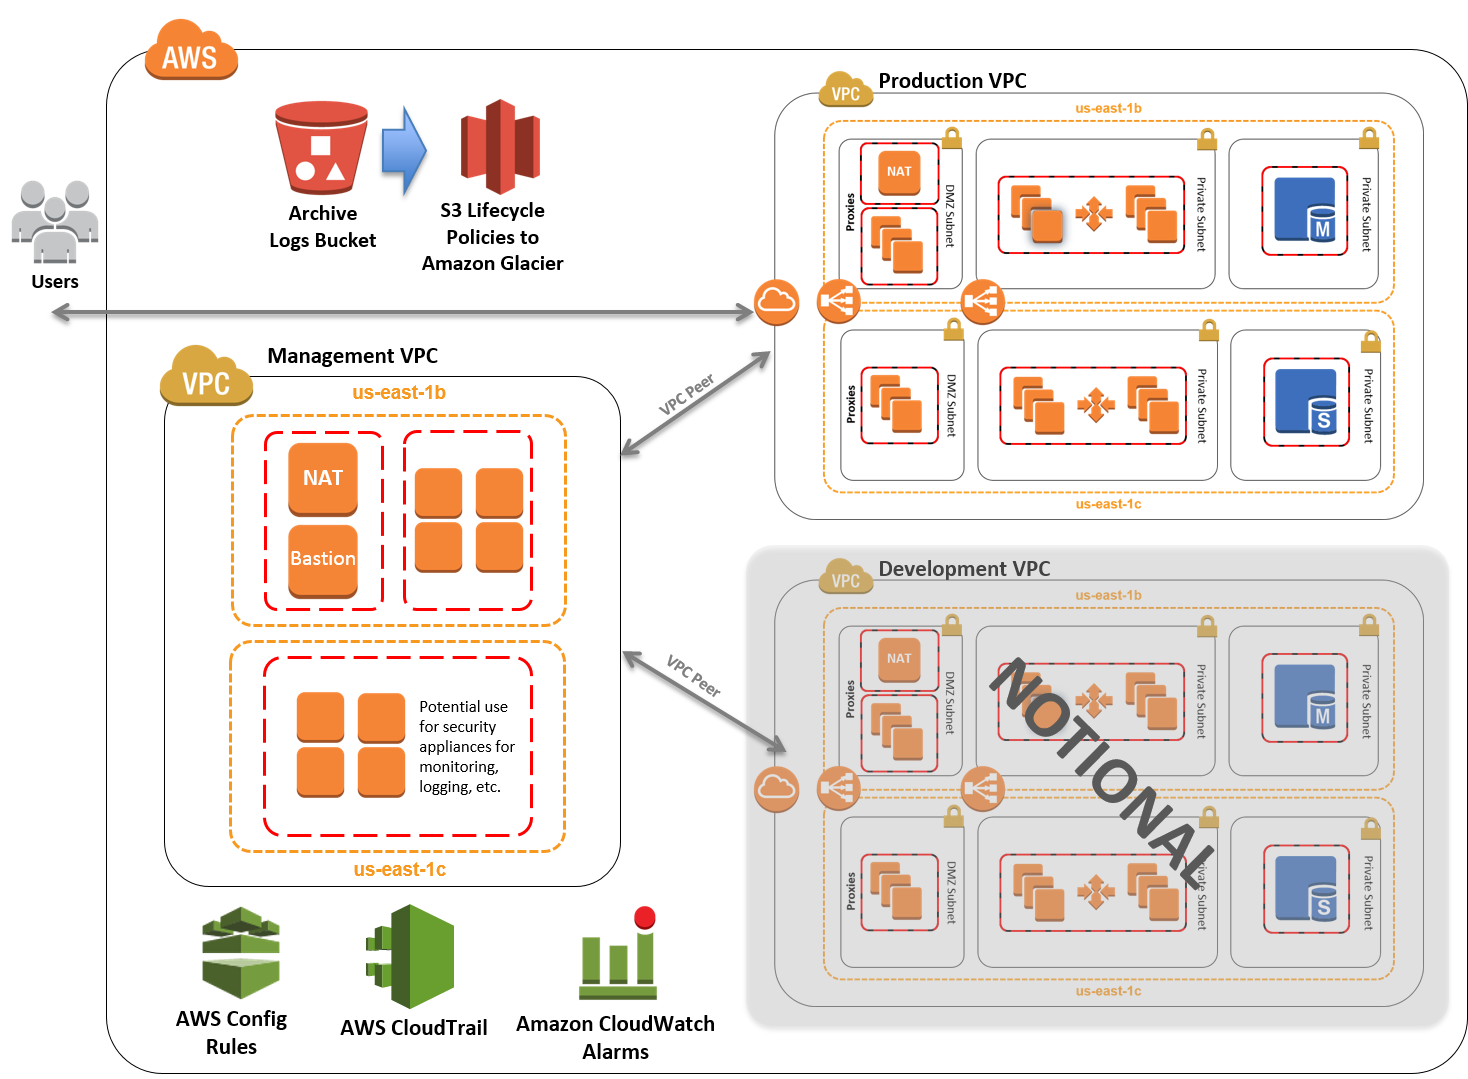 AWS
Archive
Logs Bucket
S3 Lifecycle
Policies to
Amazon Glacier
Users
VPC
Production VPC
us-east-1b
NAT
Proxies
DMZ Subnet
Private Subnet
M
Private Subnet
Proxies
DMZ Subnet
Private Subnet
S
Private Subnet
us-east-1c
VPC
Management VPC
us-east-1b
NAT
Bastion
Potential use
for security
appliances for
monitoring,
logging, etc.
us-east-1c
VPC Peer
VPC Peer
VPC
Development VPC
us-east-1b
NAT
Proxies
DMZ Subnet
Private Subnet
M
Private Subnet
NOTIONAL
Proxies
DMZ Subnet
Private Subnet
S
Private Subnet
us-east-1c
AWS Config
Rules
AWS CloudTrail
Amazon CloudWatch
Alarms